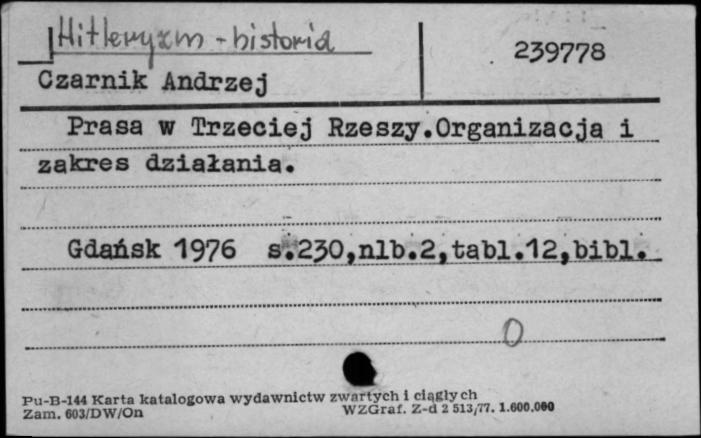 Hitleryzm - historia
239778
Czarnik Andrzej
Prasa w Trzeciej Rzeszy.Organizacja i
zakres działania.
Gdańsk 1976 s.230,nlb.2,tabl.12,bibl.
0
Pu-B-144 Karta katalogowa wydawnictw zwartych i ciągłych
Zam. 603/DW/On WZGraf. Z-d 2 513/77. 1.600.000